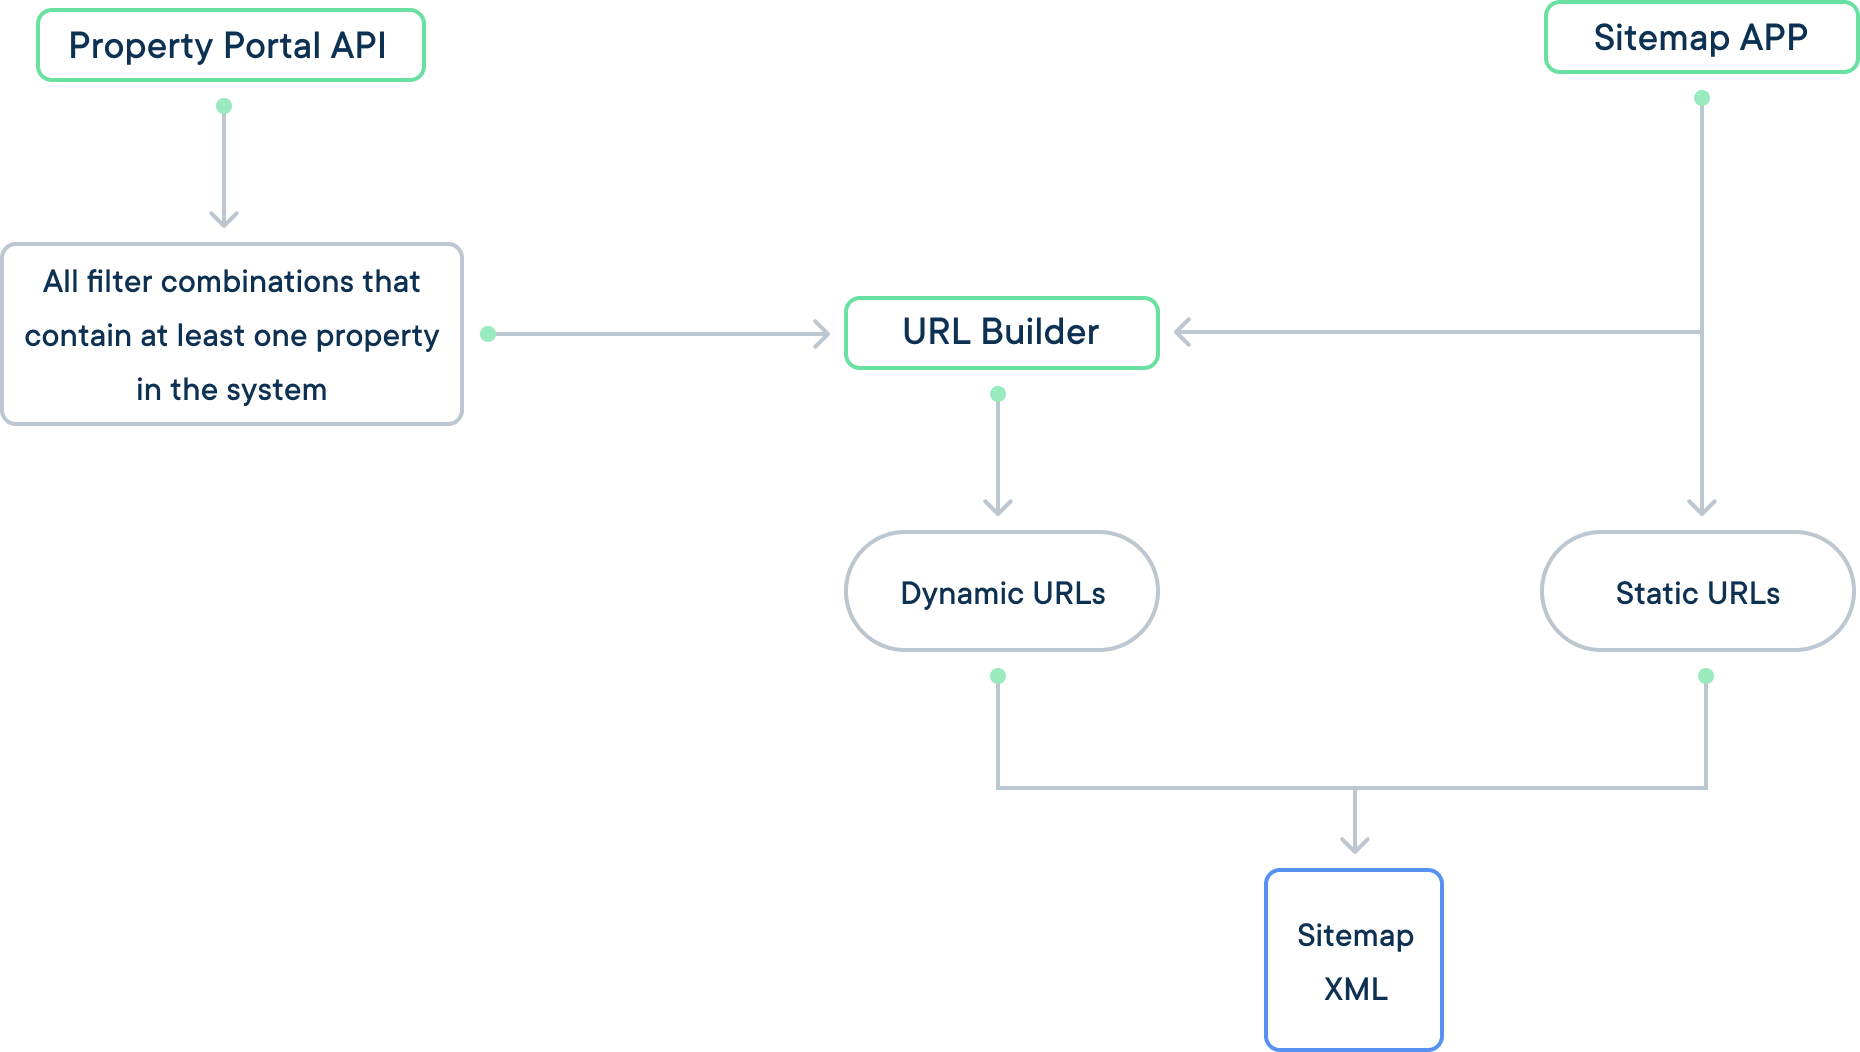 Property Portal API
Sitemap APP
All filter combinations that
contain at least one property
in the system
URL Builder
Dynamic URLs
Static URLs
Sitemap
XML